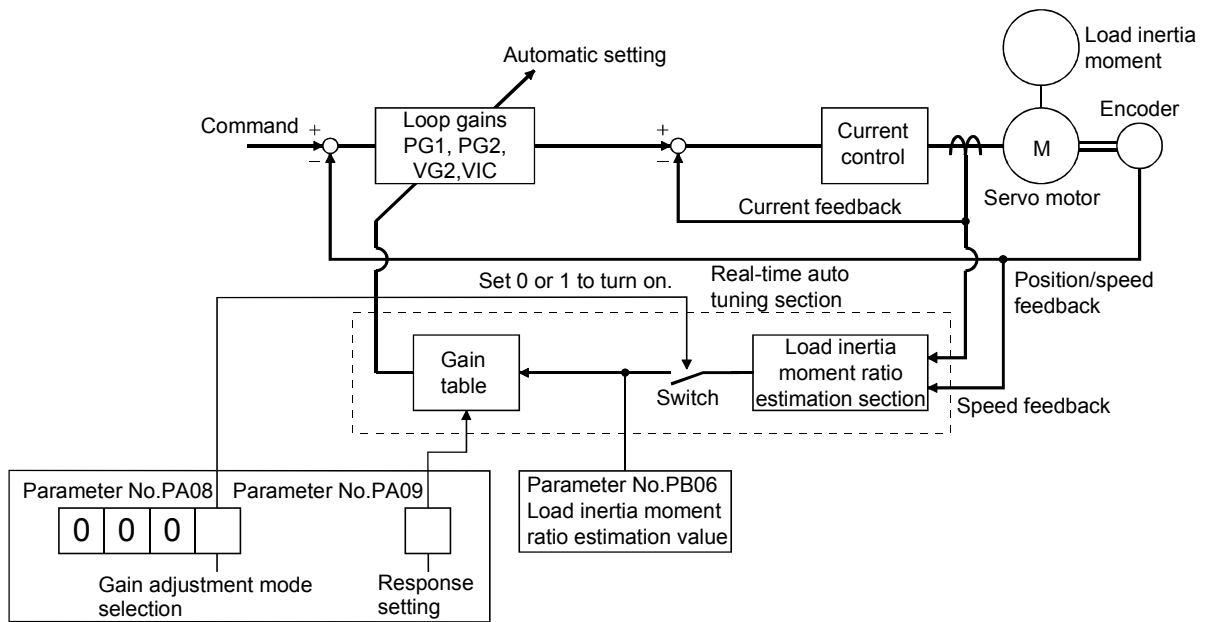 Load inertia
moment
Automatic setting
Encoder
Command
+
−
Loop gains
PG1, PG2,
VG2,VIC
+
−
Current
control
M
Servo motor
Current feedback
Real-time auto
tuning section
Set 0 or 1 to turn on.
Position/speed
feedback
Gain
table
Switch
Load inertia
moment ratio
estimation section
Speed feedback
Parameter No.PA08
Parameter No.PA09
0 0 0
Gain adjustment mode
selection
Response
setting
Parameter No.PB06
Load inertia moment
ratio estimation value